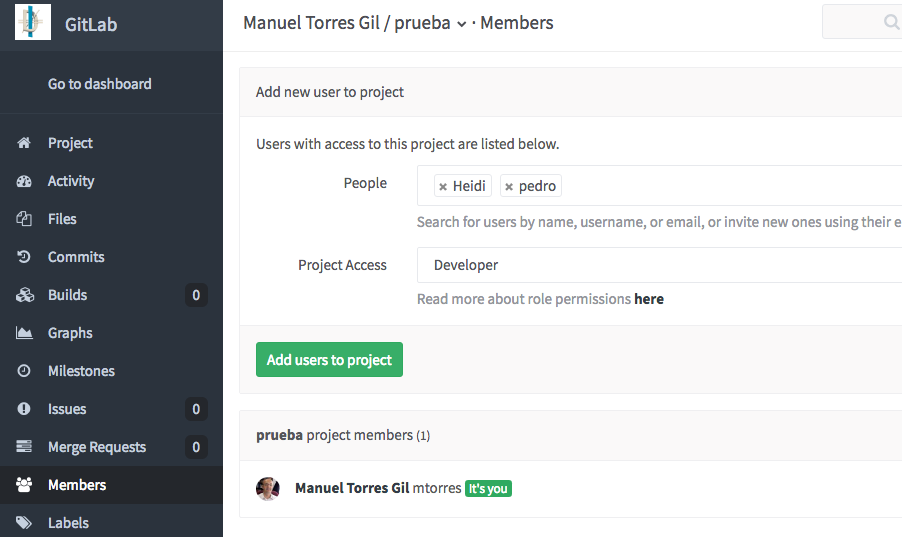 GitLab
Manuel Torres Gil / prueba · Members
Go to dashboard
Project
Activity
Files
Commits
Builds 0
Graphs
Milestones
Issues 0
Merge Requests 0
Members
Labels
Add new user to project
Users with access to this project are listed below.
People × Heidi × pedro
Search for users by name, username, or email, or invite new ones using their e
Project Access Developer
Read more about role permissions here
Add users to project
prueba project members (1)
Manuel Torres Gil mtorres It's you